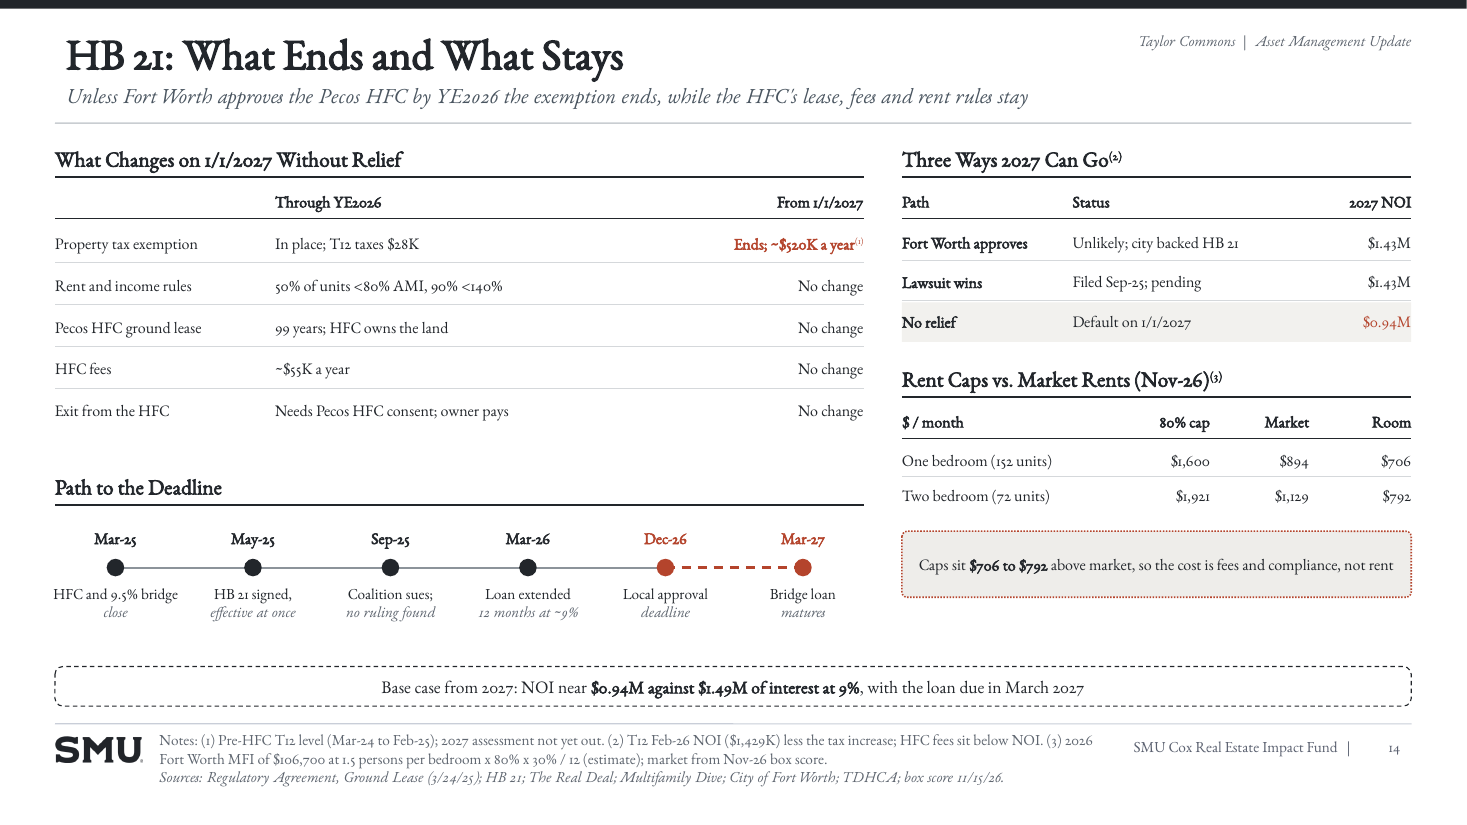 Taylor Commons | Asset Management Update
HB 21: What Ends and What Stays
Unless Fort Worth approves the Pecos HFC by YE2026 the exemption ends, while the HFC's lease, fees and rent rules stay
What Changes on 1/1/2027 Without Relief
Through YE2026 From 1/1/2027
Property tax exemption In place; T12 taxes $28K Ends; ~$520K a year(1)
Rent and income rules 50% of units <80% AMI, 90% <140% No change
Pecos HFC ground lease 99 years; HFC owns the land No change
HFC fees ~$55K a year No change
Exit from the HFC Needs Pecos HFC consent; owner pays No change
Path to the Deadline
Mar-25 May-25 Sep-25 Mar-26 Dec-26 Mar-27
HFC and 9.5% bridge HB 21 signed, Coalition sues; Loan extended Local approval Bridge loan
close effective at once no ruling found 12 months at ~9% deadline matures
Three Ways 2027 Can Go(2)
Path Status 2027 NOI
Fort Worth approves Unlikely; city backed HB 21 $1.43M
Lawsuit wins Filed Sep-25; pending $1.43M
No relief Default on 1/1/2027 $0.94M
Rent Caps vs. Market Rents (Nov-26)(3)
$ / month 80% cap Market Room
One bedroom (152 units) $1,600 $894 $706
Two bedroom (72 units) $1,921 $1,129 $792
Caps sit $706 to $792 above market, so the cost is fees and compliance, not rent
Base case from 2027: NOI near $0.94M against $1.49M of interest at 9%, with the loan due in March 2027
SMU
Notes: (1) Pre-HFC T12 level (Mar-24 to Feb-25); 2027 assessment not yet out. (2) T12 Feb-26 NOI ($1,429K) less the tax increase; HFC fees sit below NOI. (3) 2026
Fort Worth MFI of $106,700 at 1.5 persons per bedroom x 80% x 30% / 12 (estimate); market from Nov-26 box score.
Sources: Regulatory Agreement, Ground Lease (3/24/25); HB 21; The Real Deal; Multifamily Dive; City of Fort Worth; TDHCA; box score 11/15/26.
SMU Cox Real Estate Impact Fund | 14